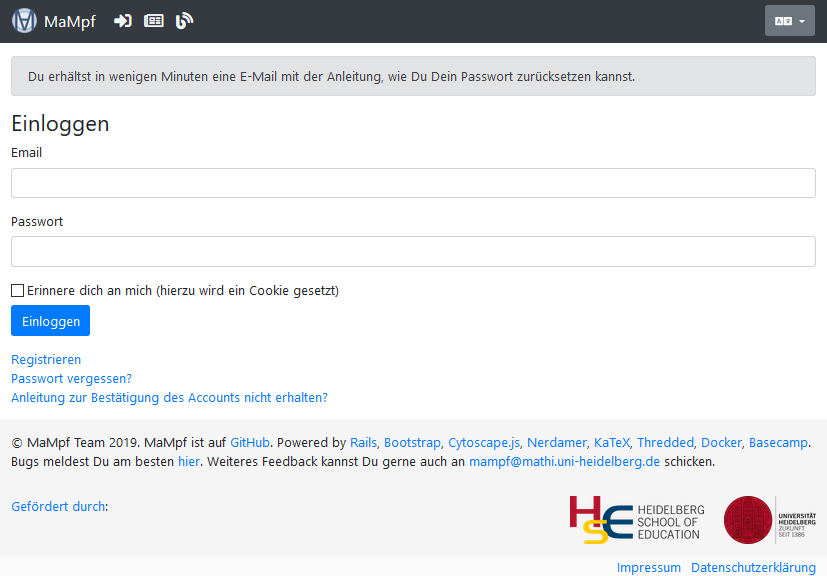 MaMpf
Du erhältst in wenigen Minuten eine E-Mail mit der Anleitung, wie Du Dein Passwort zurücksetzen kannst.
Einloggen
Email
Passwort
Erinnere dich an mich (hierzu wird ein Cookie gesetzt)
Einloggen
Registrieren
Passwort vergessen?
Anleitung zur Bestätigung des Accounts nicht erhalten?
© MaMpf Team 2019. MaMpf ist auf GitHub. Powered by Rails, Bootstrap, Cytoscape.js, Nerdamer, KaTeX, Thredded, Docker, Basecamp.
Bugs meldest Du am besten hier. Weiteres Feedback kannst Du gerne auch an mampf@mathi.uni-heidelberg.de schicken.
Gefördert durch:
HSE
HEIDELBERG
SCHOOL OF
EDUCATION
UNIVERSITÄT
HEIDELBERG
ZUKUNFT
SEIT 1386
Impressum Datenschutzerklärung